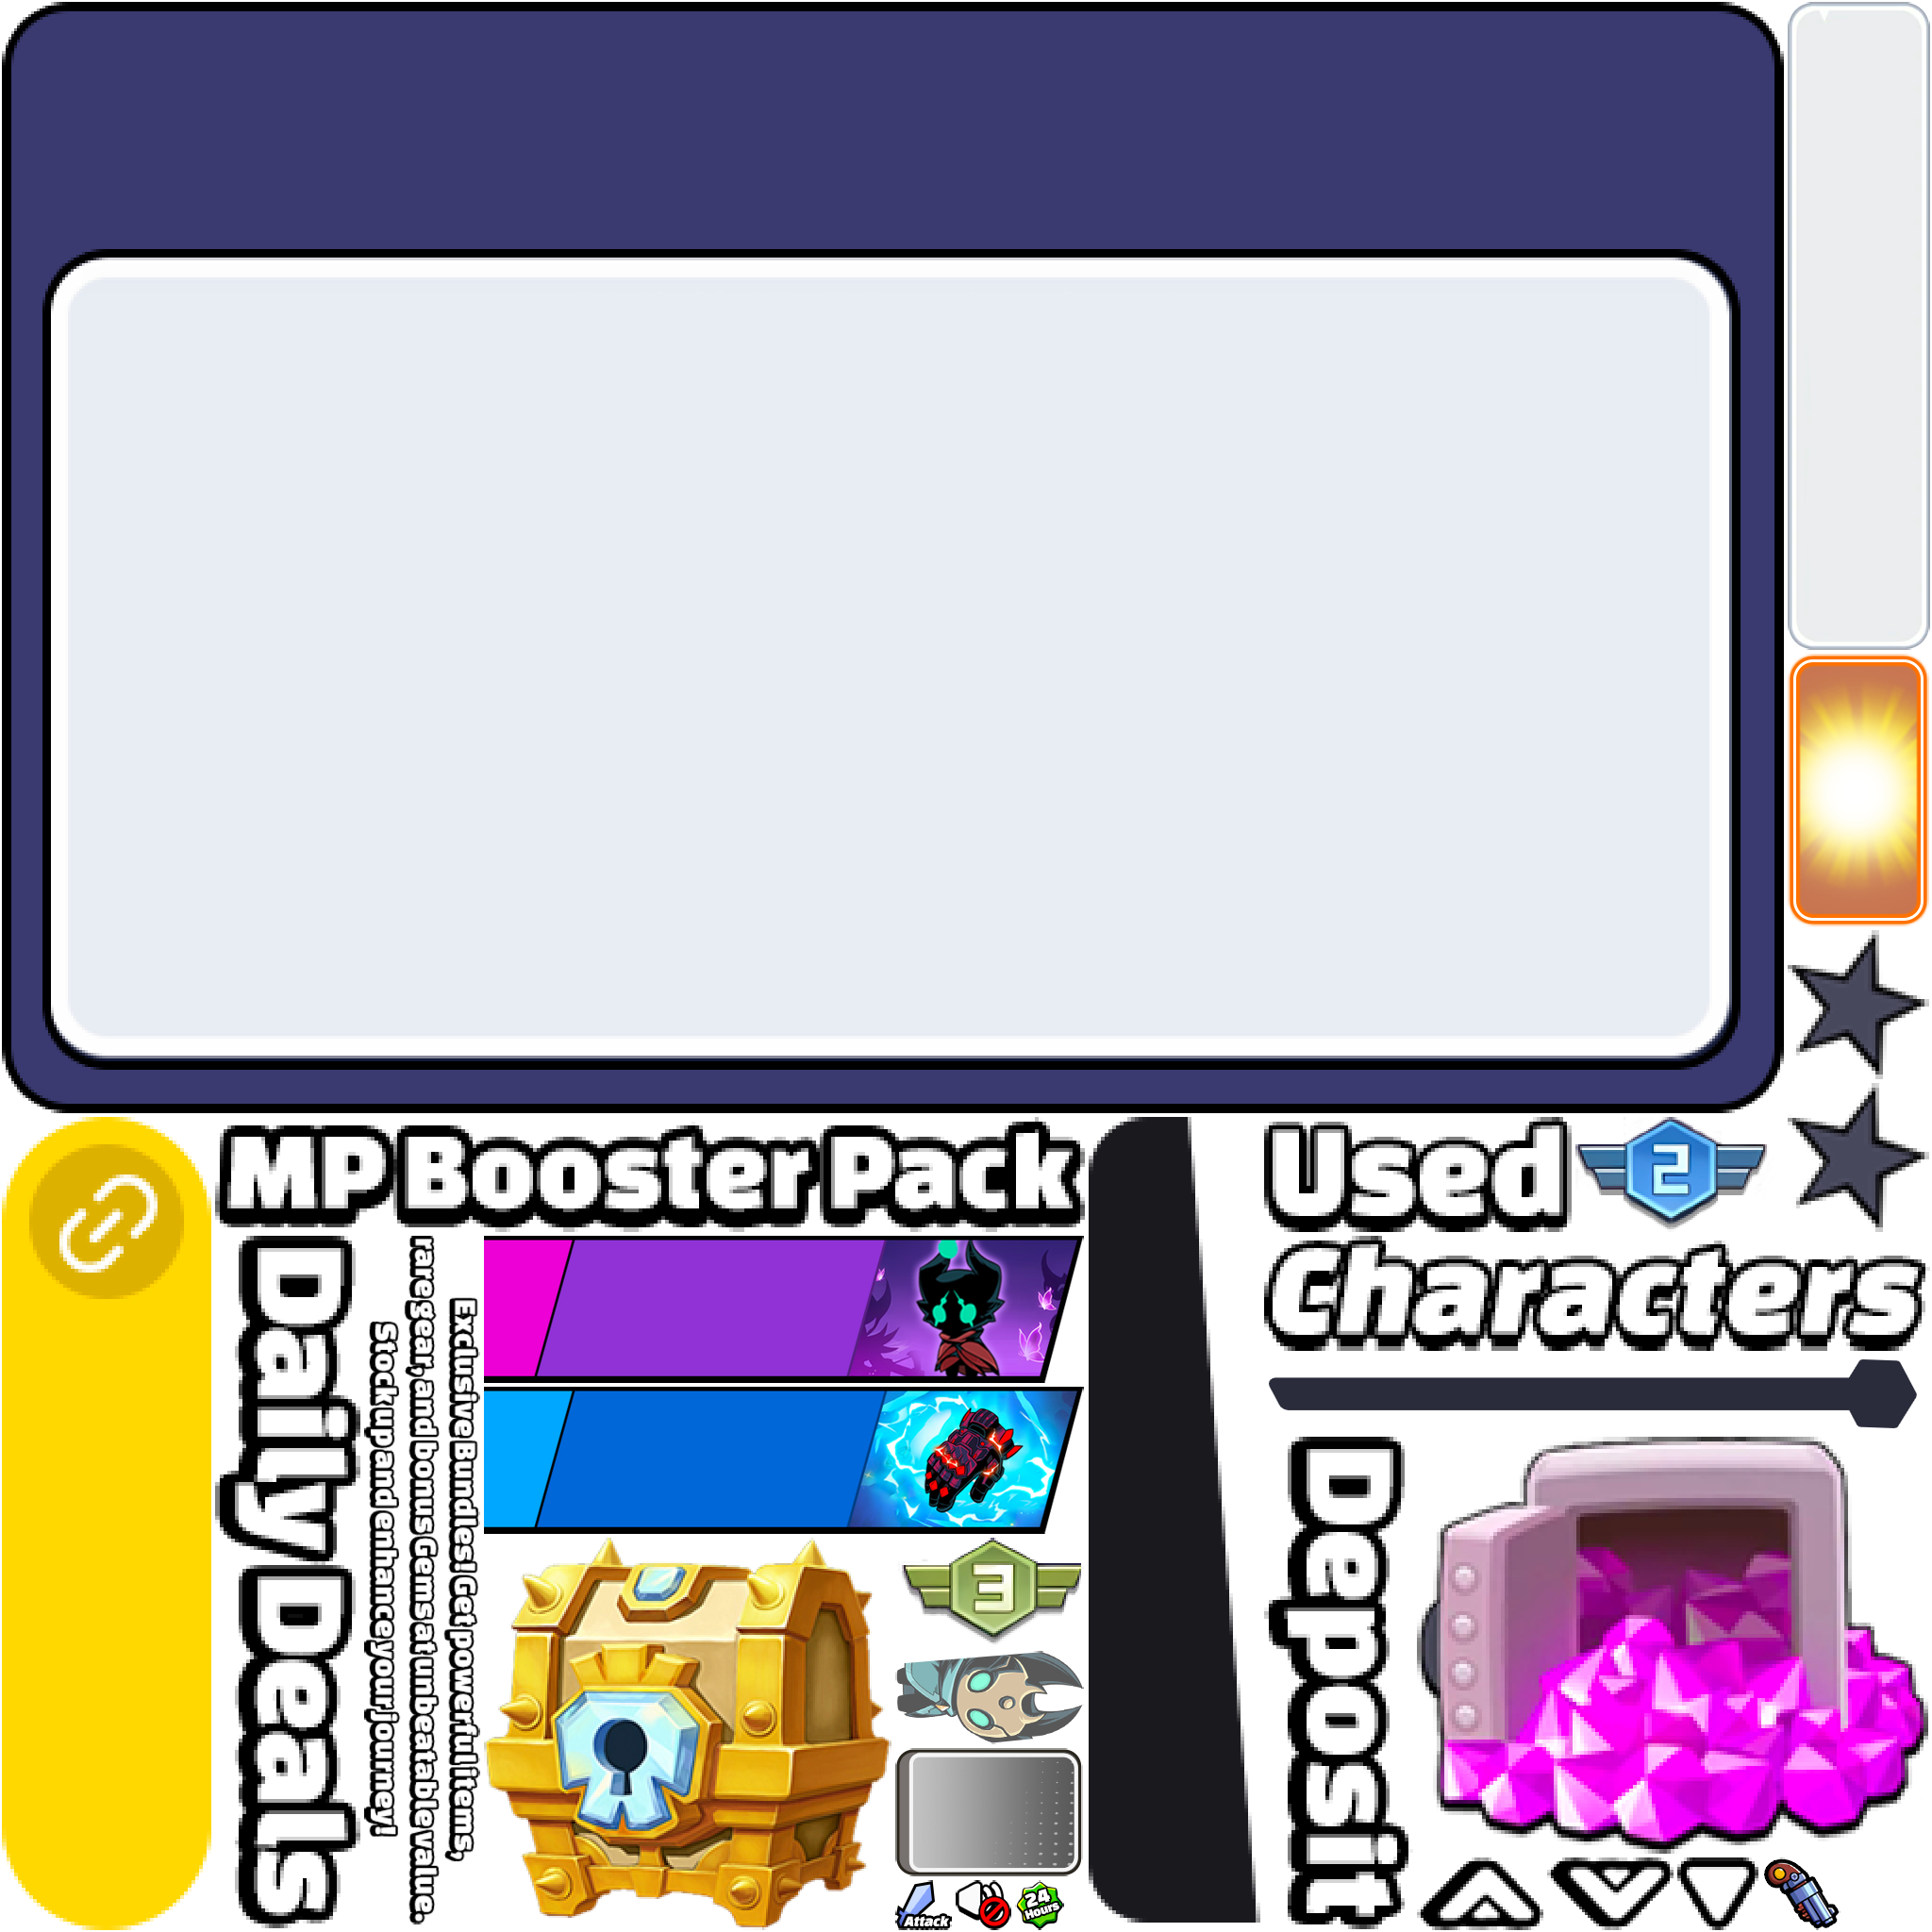 MP Booster Pack
Used
2
Characters
Daily Deals
Exclusive Bundles! Get powerful items,
rare gear, and bonus Gems at unbeatable value.
Stock up and enhance your journey!
3
Deposit
Attack
24
Hours